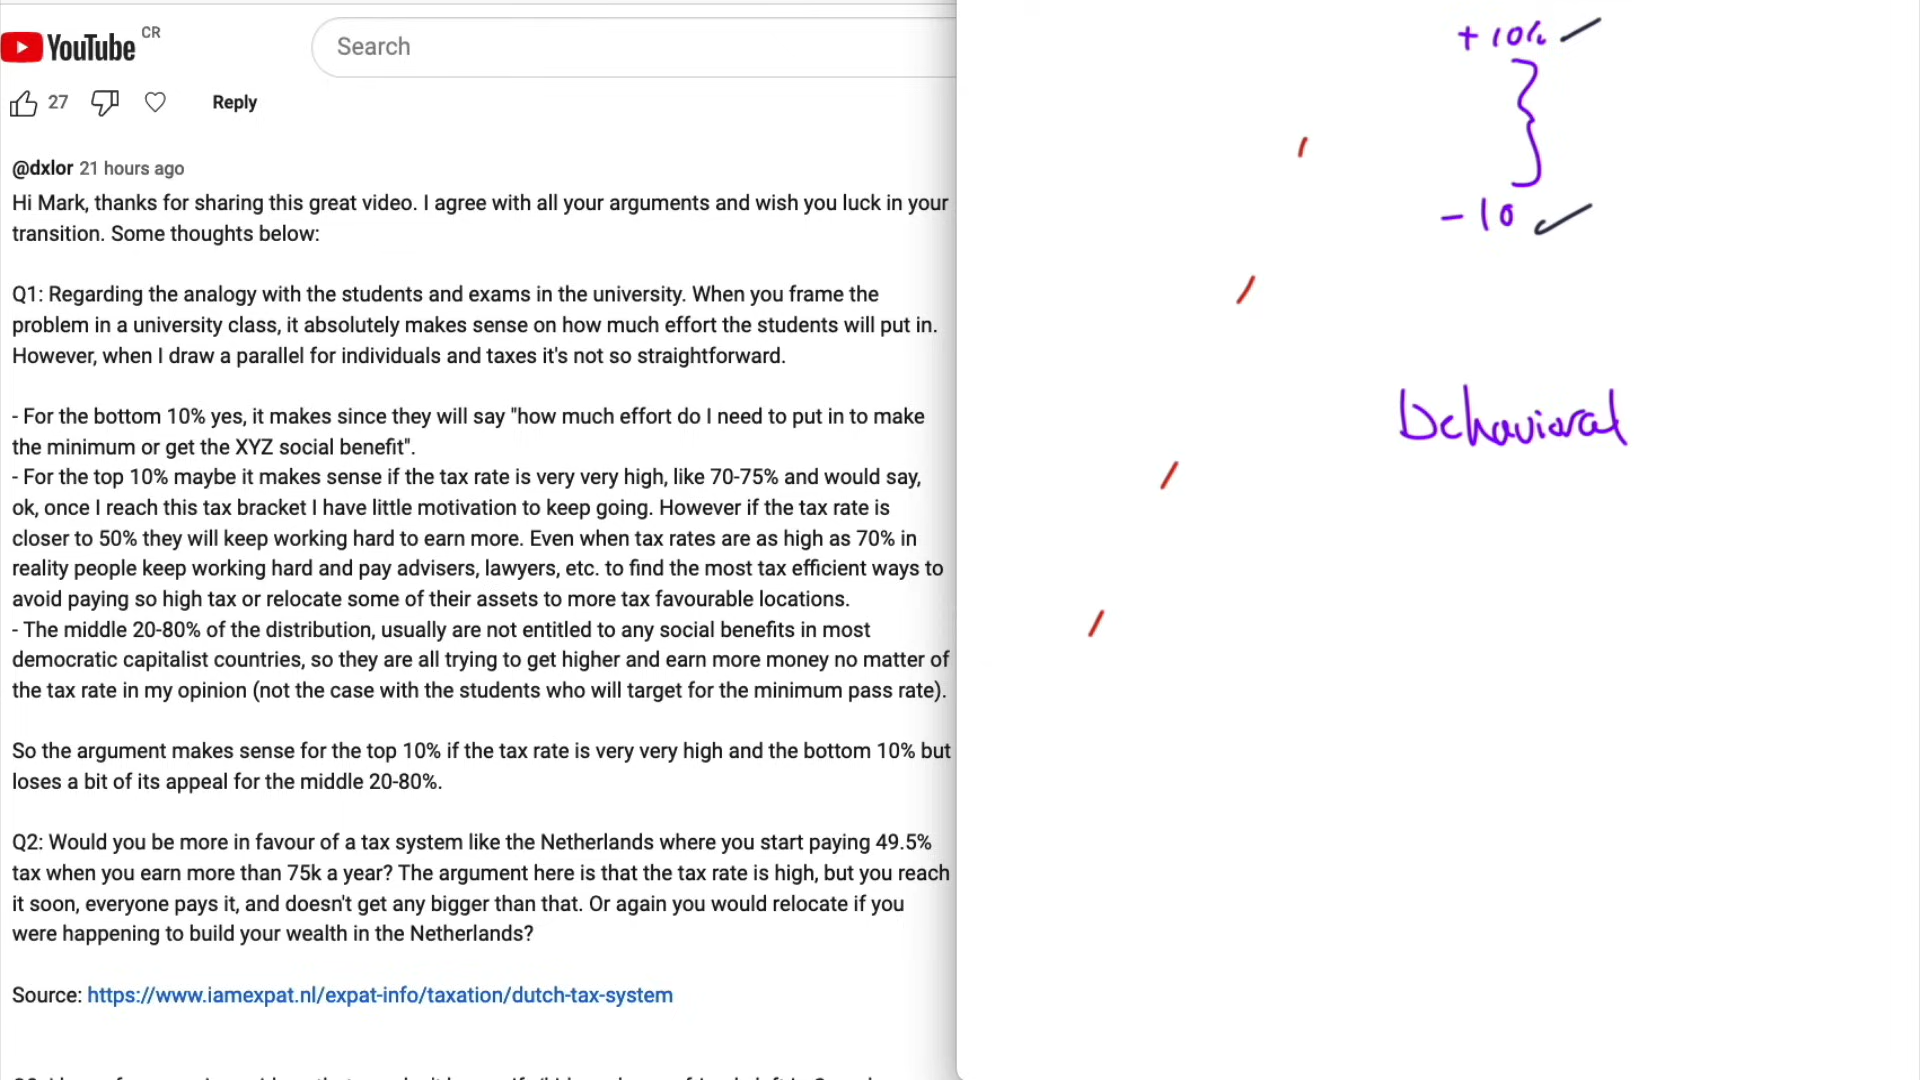 YouTube CR
Search
27 Reply
@dxlor 21 hours ago
Hi Mark, thanks for sharing this great video. I agree with all your arguments and wish you luck in your
transition. Some thoughts below:
Q1: Regarding the analogy with the students and exams in the university. When you frame the
problem in a university class, it absolutely makes sense on how much effort the students will put in.
However, when I draw a parallel for individuals and taxes it's not so straightforward.
- For the bottom 10% yes, it makes since they will say "how much effort do I need to put in to make
the minimum or get the XYZ social benefit".
- For the top 10% maybe it makes sense if the tax rate is very very high, like 70-75% and would say,
ok, once I reach this tax bracket I have little motivation to keep going. However if the tax rate is
closer to 50% they will keep working hard to earn more. Even when tax rates are as high as 70% in
reality people keep working hard and pay advisers, lawyers, etc. to find the most tax efficient ways to
avoid paying so high tax or relocate some of their assets to more tax favourable locations.
- The middle 20-80% of the distribution, usually are not entitled to any social benefits in most
democratic capitalist countries, so they are all trying to get higher and earn more money no matter of
the tax rate in my opinion (not the case with the students who will target for the minimum pass rate).
So the argument makes sense for the top 10% if the tax rate is very very high and the bottom 10% but
loses a bit of its appeal for the middle 20-80%.
Q2: Would you be more in favour of a tax system like the Netherlands where you start paying 49.5%
tax when you earn more than 75k a year? The argument here is that the tax rate is high, but you reach
it soon, everyone pays it, and doesn't get any bigger than that. Or again you would relocate if you
were happening to build your wealth in the Netherlands?
Source: https://www.iamexpat.nl/expat-info/taxation/dutch-tax-system
+10%
-10
Behavioral